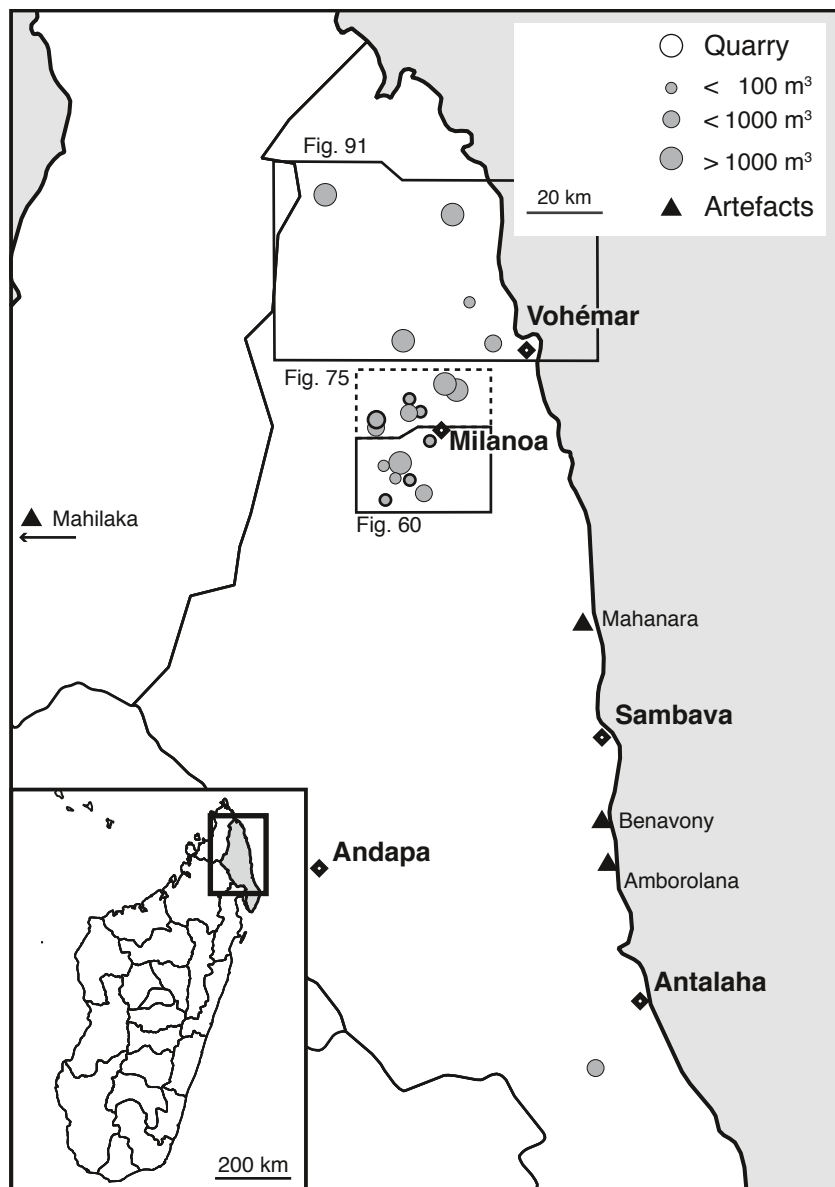 Quarry
< 100 m³
< 1000 m³
> 1000 m³
Artefacts
20 km
Fig. 91
Vohémar
Fig. 75
Milanoa
Fig. 60
Mahilaka
Mahanara
Sambava
Benavony
Amborolana
Andapa
Antalaha
200 km